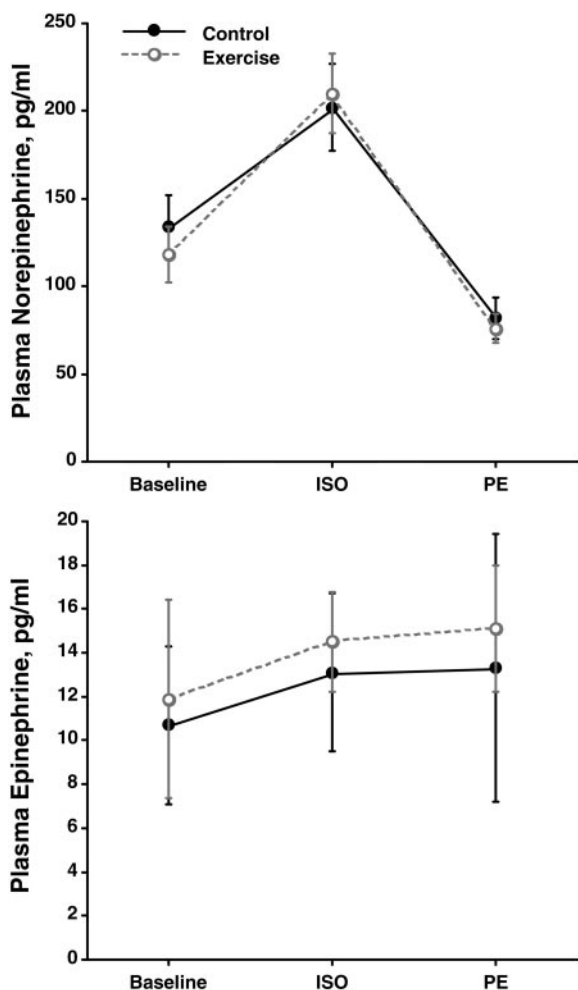 Plasma Norepinephrine, pg/ml
250
200
150
100
50
0
Control
Exercise
Baseline ISO PE
Plasma Epinephrine, pg/ml
20
18
16
14
12
10
8
6
4
2
0
Baseline ISO PE